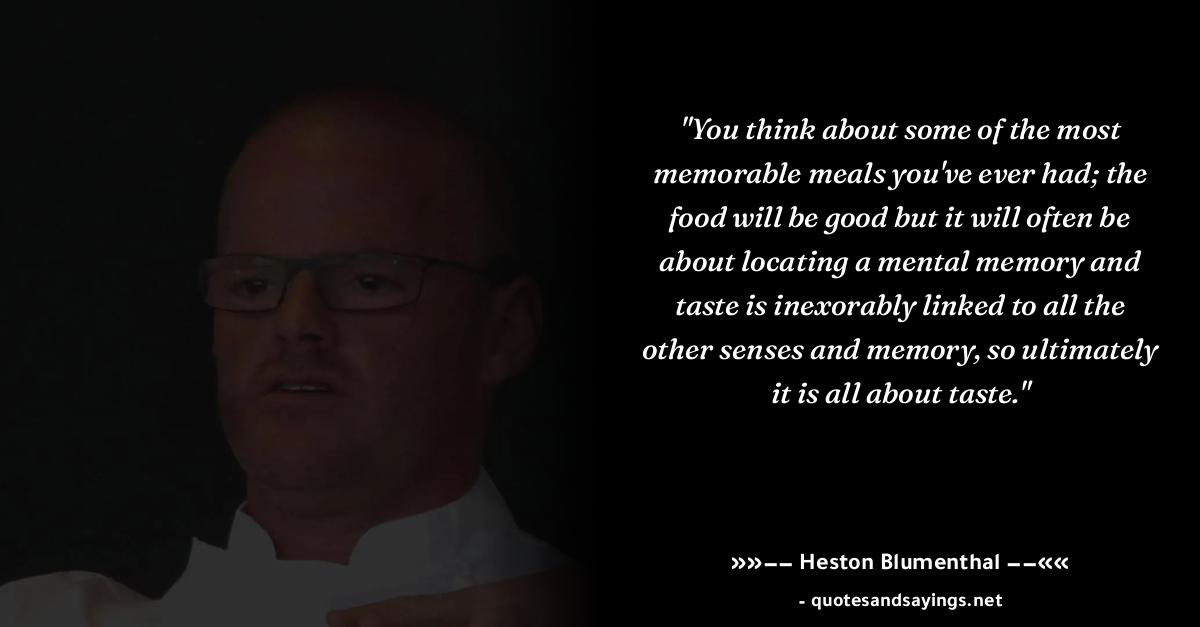 "You think about some of the most
memorable meals you've ever had; the
food will be good but it will often be
about locating a mental memory and
taste is inexorably linked to all the
other senses and memory, so ultimately
it is all about taste."
»»−− Heston Blumenthal −−««
- quotesandsayings.net